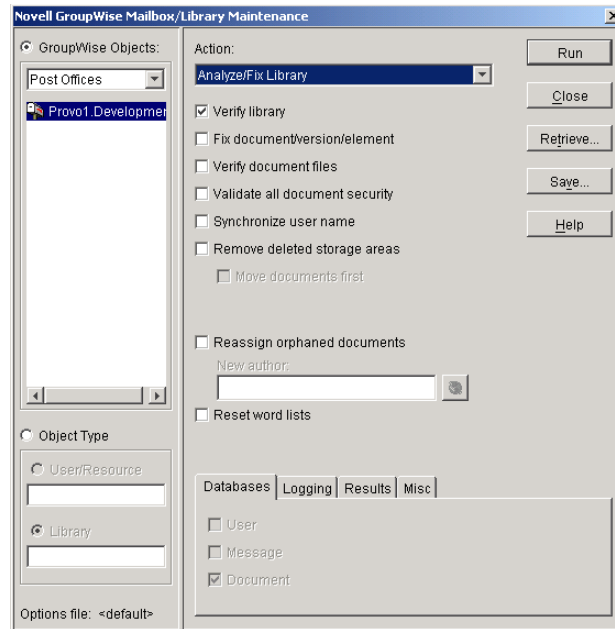 Novell GroupWise Mailbox/Library Maintenance
GroupWise Objects:
Post Offices
Provo1.Developmer
Object Type
User/Resource
Library
Options file: <default>
Action:
Analyze/Fix Library
Verify library
Fix document/version/element
Verify document files
Validate all document security
Synchronize user name
Remove deleted storage areas
Move documents first
Reassign orphaned documents
New author:
Reset word lists
Databases Logging Results Misc
User
Message
Document
Run
Close
Retrieve...
Save...
Help